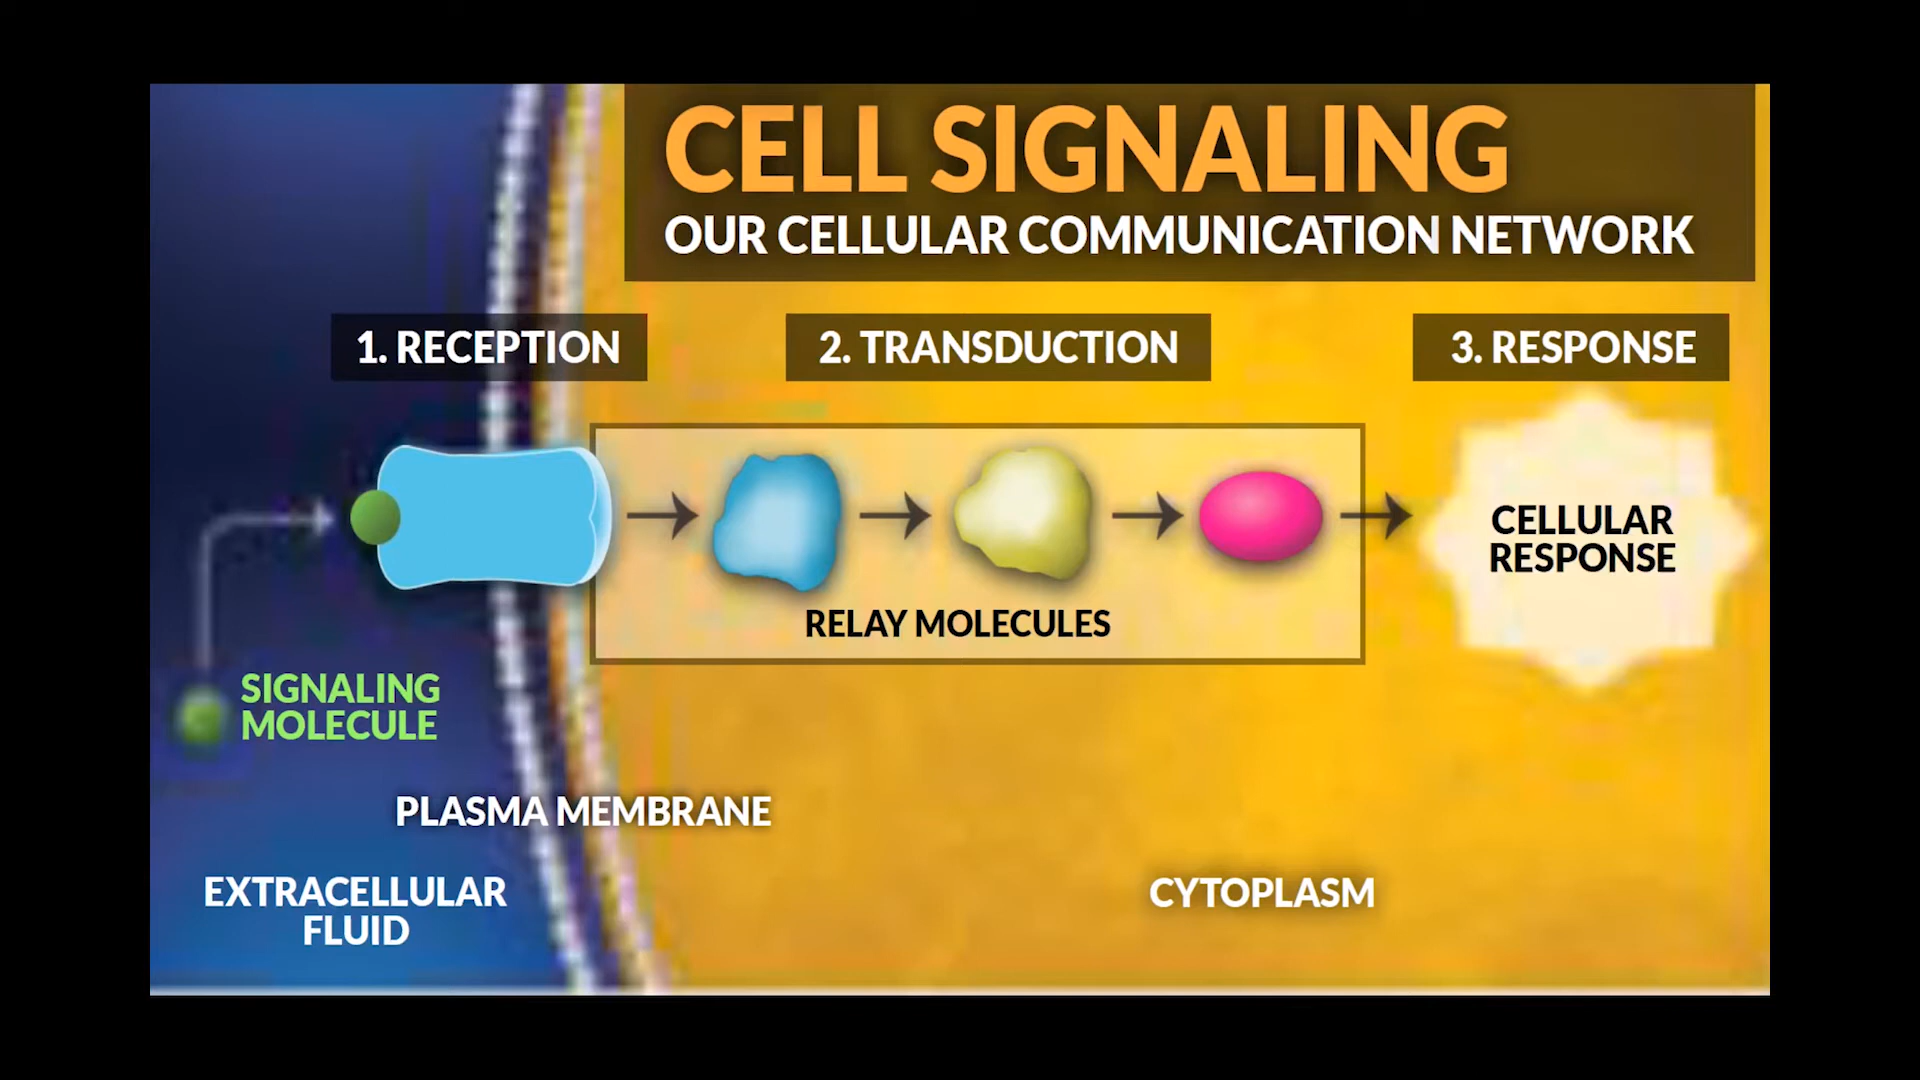 CELL SIGNALING
OUR CELLULAR COMMUNICATION NETWORK
1. RECEPTION
2. TRANSDUCTION
3. RESPONSE
CELLULAR
RESPONSE
RELAY MOLECULES
SIGNALING
MOLECULE
PLASMA MEMBRANE
EXTRACELLULAR
FLUID
CYTOPLASM